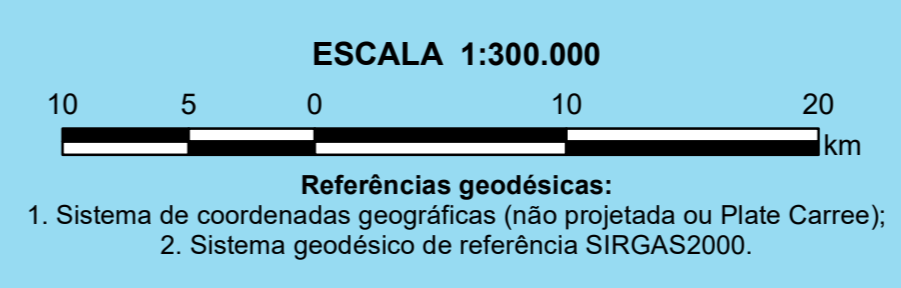 ESCALA 1:300.000
10 5 0 10 20
km
Referências geodésicas:
1. Sistema de coordenadas geográficas (não projetada ou Plate Carree);
2. Sistema geodésico de referência SIRGAS2000.